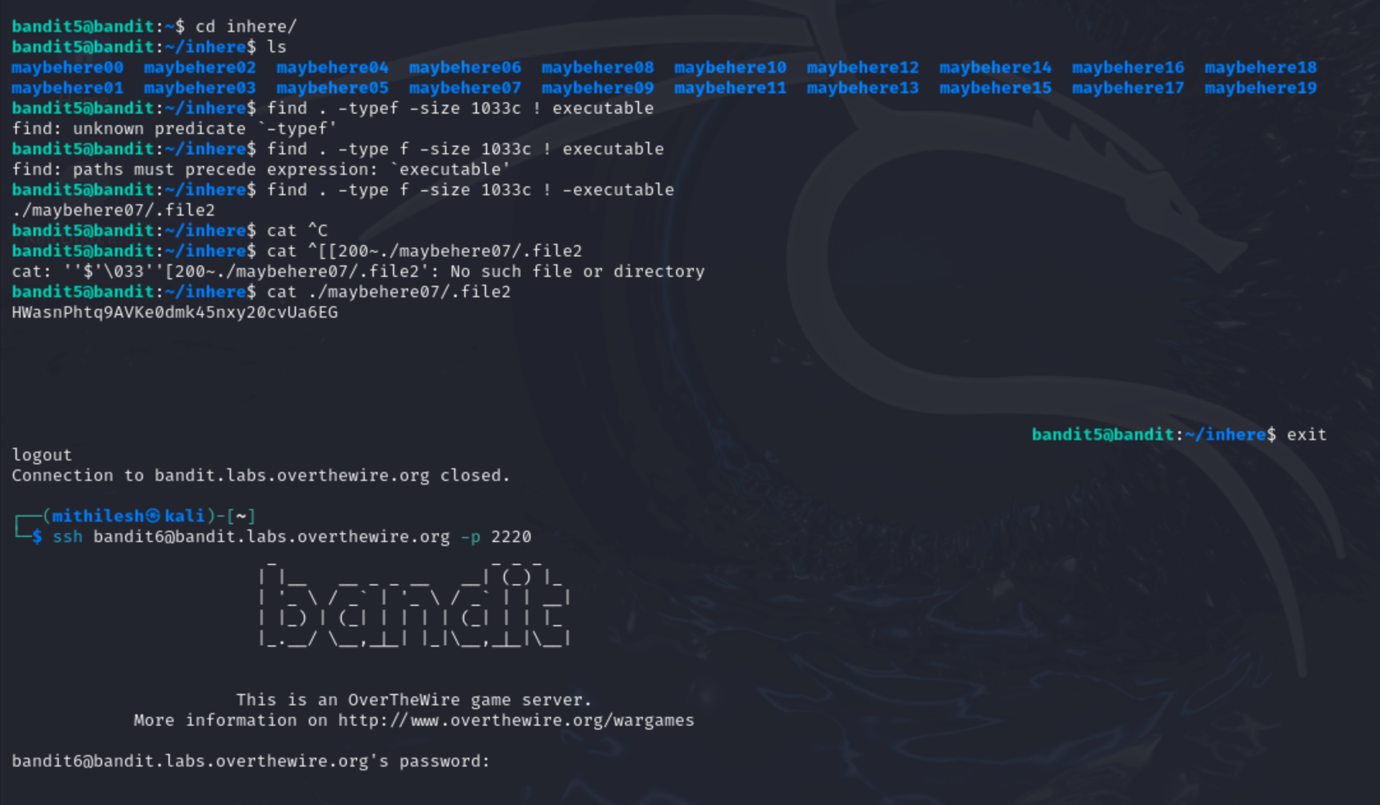 bandit5@bandit:~$ cd inhere/
bandit5@bandit:~/inhere$ ls
maybehere00  maybehere02  maybehere04  maybehere06  maybehere08  maybehere10  maybehere12  maybehere14  maybehere16  maybehere18
maybehere01  maybehere03  maybehere05  maybehere07  maybehere09  maybehere11  maybehere13  maybehere15  maybehere17  maybehere19
bandit5@bandit:~/inhere$ find . -typef -size 1033c ! executable
find: unknown predicate `-typef'
bandit5@bandit:~/inhere$ find . -type f -size 1033c ! executable
find: paths must precede expression: `executable'
bandit5@bandit:~/inhere$ find . -type f -size 1033c ! -executable
./maybehere07/.file2
bandit5@bandit:~/inhere$ cat ^C
bandit5@bandit:~/inhere$ cat ^[[200~./maybehere07/.file2
cat: ''$'\033''[200~./maybehere07/.file2': No such file or directory
bandit5@bandit:~/inhere$ cat ./maybehere07/.file2
HWasnPhtq9AVKe0dmk45nxy20cvUa6EG
bandit5@bandit:~/inhere$ exit
logout
Connection to bandit.labs.overthewire.org closed.
┌──(mithilesh㉿kali)-[~]
└─$ ssh bandit6@bandit.labs.overthewire.org -p 2220
bandit
This is an OverTheWire game server.
More information on http://www.overthewire.org/wargames
bandit6@bandit.labs.overthewire.org's password: